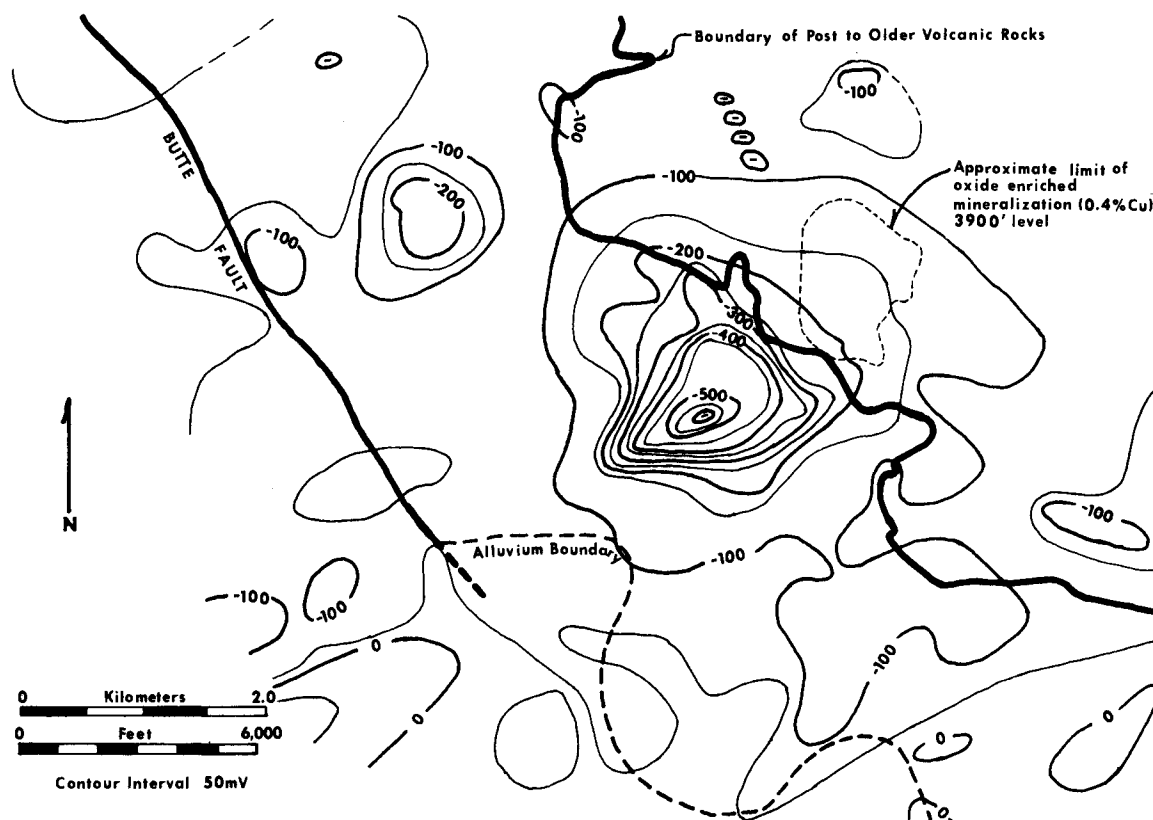 Boundary of Post to Older Volcanic Rocks
-100
-100
-100
-100
-200
BUTTE
FAULT
-100
-100
Approximate limit of
oxide enriched
mineralization (0.4%Cu)
3900' level
-200
-300
-400
-500
N
-100
Alluvium Boundary
-100
-100
-100
-100
0
0
0
0
0
0 Kilometers 2.0
0 Feet 6,000
Contour Interval 50mV